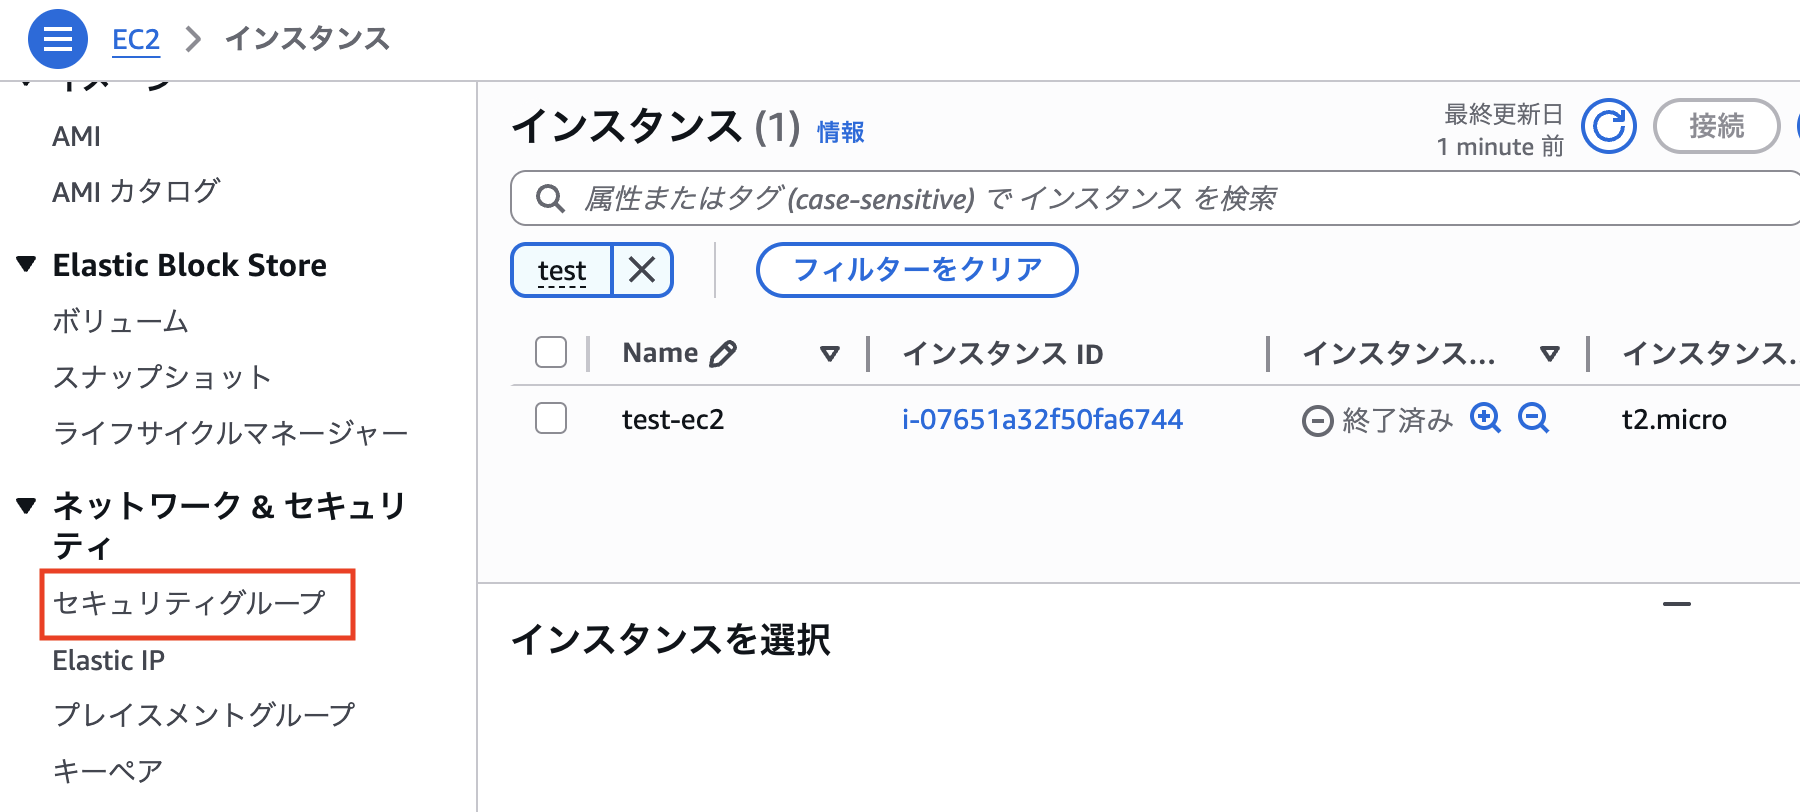 EC2 > インスタンス
イメージ
AMI
AMI カタログ
Elastic Block Store
ボリューム
スナップショット
ライフサイクルマネージャー
ネットワーク & セキュリ
ティ
セキュリティグループ
Elastic IP
プレイスメントグループ
キーペア
インスタンス (1) 情報
最終更新日
1 minute 前
接続
属性またはタグ (case-sensitive) で インスタンス を検索
test
フィルターをクリア
Name インスタンス ID インスタンス... インスタンス..
test-ec2 i-07651a32f50fa6744 終了済み t2.micro
インスタンスを選択